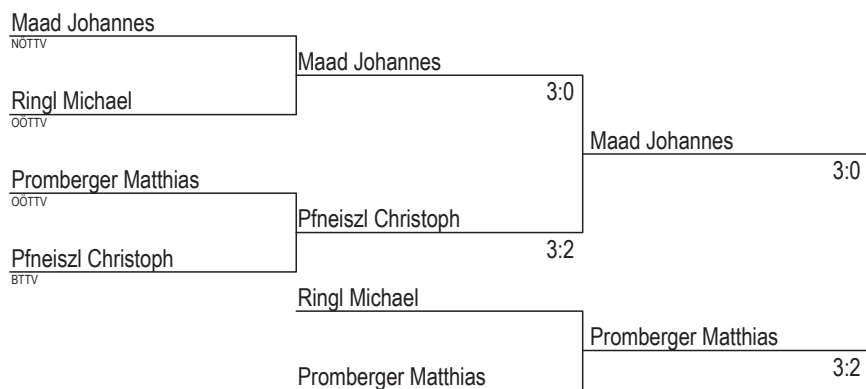 Maad Johannes
NÖTTV
Maad Johannes
3:0
Ringl Michael
OÖTTV
Maad Johannes
3:0
Promberger Matthias
OÖTTV
Pfneiszl Christoph
3:2
Pfneiszl Christoph
BTTV
Ringl Michael
Promberger Matthias
3:2
Promberger Matthias